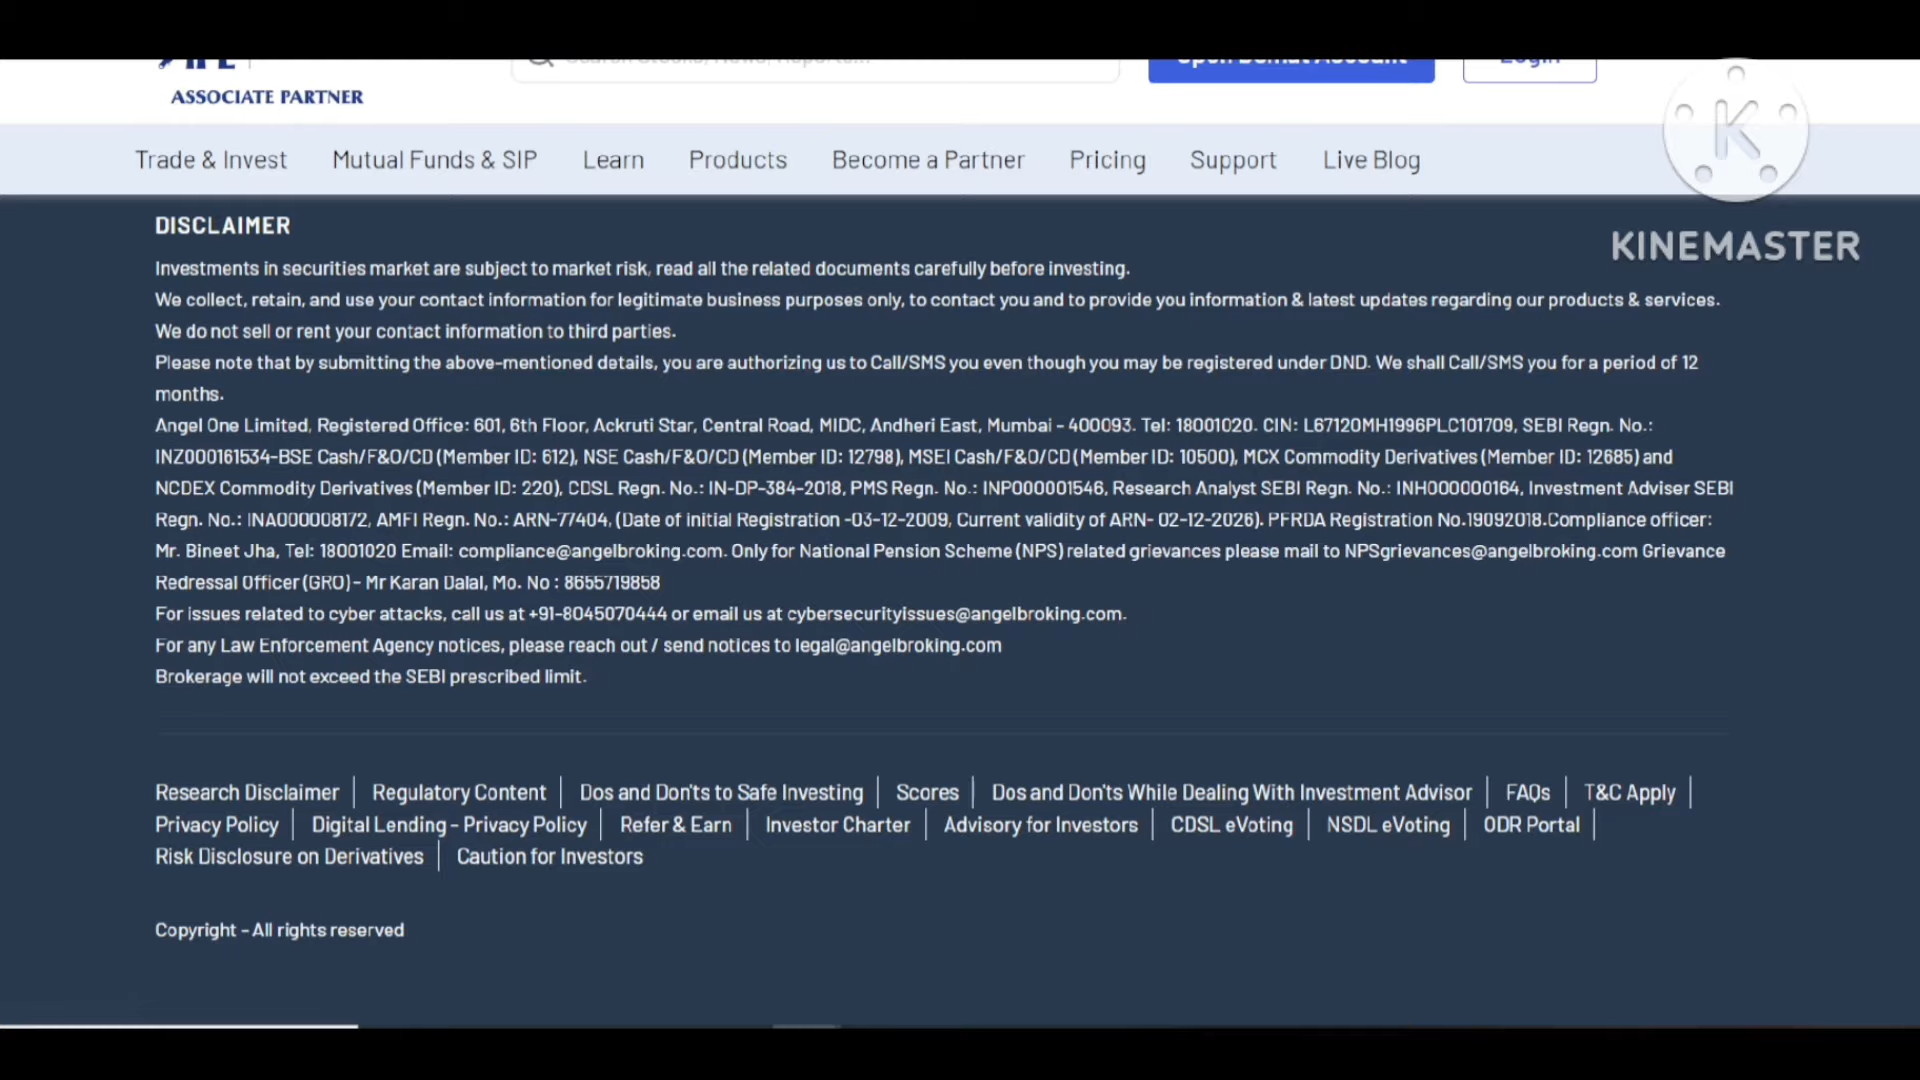 ASSOCIATE PARTNER
Login
Trade & Invest
Mutual Funds & SIP
Learn
Products
Become a Partner
Pricing
Support
Live Blog
K
KINEMASTER
DISCLAIMER
Investments in securities market are subject to market risk, read all the related documents carefully before investing.
We collect, retain, and use your contact information for legitimate business purposes only, to contact you and to provide you information & latest updates regarding our products & services.
We do not sell or rent your contact information to third parties.
Please note that by submitting the above-mentioned details, you are authorizing us to Call/SMS you even though you may be registered under DND. We shall Call/SMS you for a period of 12
months.
Angel One Limited, Registered Office: 601, 6th Floor, Ackruti Star, Central Road, MIDC, Andheri East, Mumbai - 400093. Tel: 18001020. CIN: L67120MH1996PLC101709, SEBI Regn. No.:
INZ000161534-BSE Cash/F&O/CD (Member ID: 612), NSE Cash/F&O/CD (Member ID: 12798), MSEI Cash/F&O/CD (Member ID: 10500), MCX Commodity Derivatives (Member ID: 12685) and
NCDEX Commodity Derivatives (Member ID: 220), CDSL Regn. No.: IN-DP-384-2018, PMS Regn. No.: INP000001546, Research Analyst SEBI Regn. No.: INH000000164, Investment Adviser SEBI
Regn. No.: INA000008172, AMFI Regn. No.: ARN-77404, (Date of initial Registration -03-12-2009, Current validity of ARN- 02-12-2026). PFRDA Registration No.19092018.Compliance officer:
Mr. Bineet Jha, Tel: 18001020 Email: compliance@angelbroking.com. Only for National Pension Scheme (NPS) related grievances please mail to NPSgrievances@angelbroking.com Grievance
Redressal Officer (GRO) - Mr Karan Dalal, Mo. No : 8655719858
For issues related to cyber attacks, call us at +91-8045070444 or email us at cybersecurityissues@angelbroking.com.
For any Law Enforcement Agency notices, please reach out / send notices to legal@angelbroking.com
Brokerage will not exceed the SEBI prescribed limit.
Research Disclaimer | Regulatory Content | Dos and Don'ts to Safe Investing | Scores | Dos and Don'ts While Dealing With Investment Advisor | FAQs | T&C Apply |
Privacy Policy | Digital Lending - Privacy Policy | Refer & Earn | Investor Charter | Advisory for Investors | CDSL eVoting | NSDL eVoting | ODR Portal |
Risk Disclosure on Derivatives | Caution for Investors
Copyright - All rights reserved